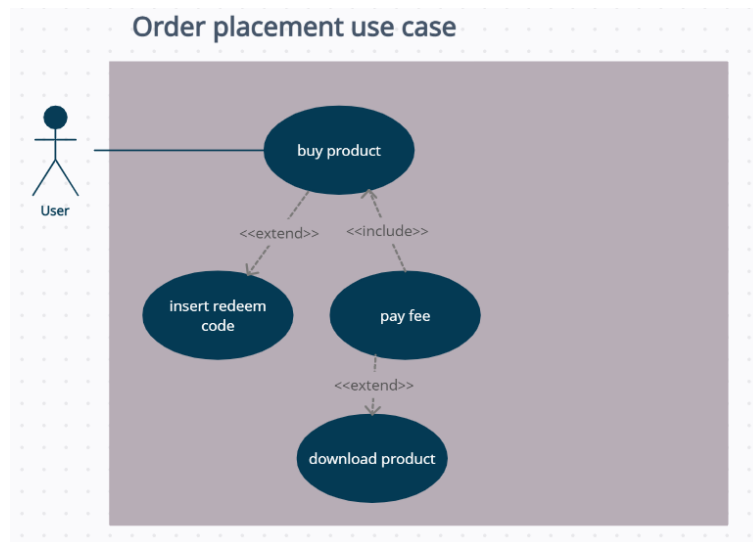 Order placement use case
buy product
User
<<extend>>
<<include>>
insert redeem
code
pay fee
<<extend>>
download product